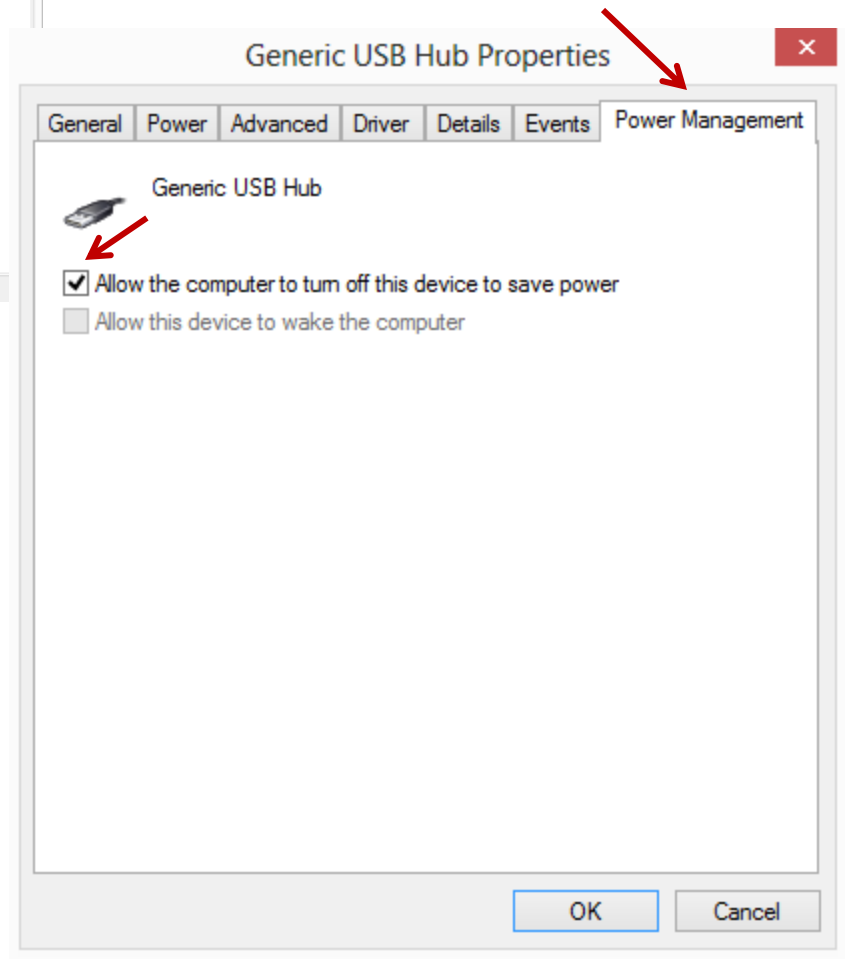 Generic USB Hub Properties
General Power Advanced Driver Details Events Power Management
Generic USB Hub
Allow the computer to turn off this device to save power
Allow this device to wake the computer
OK Cancel